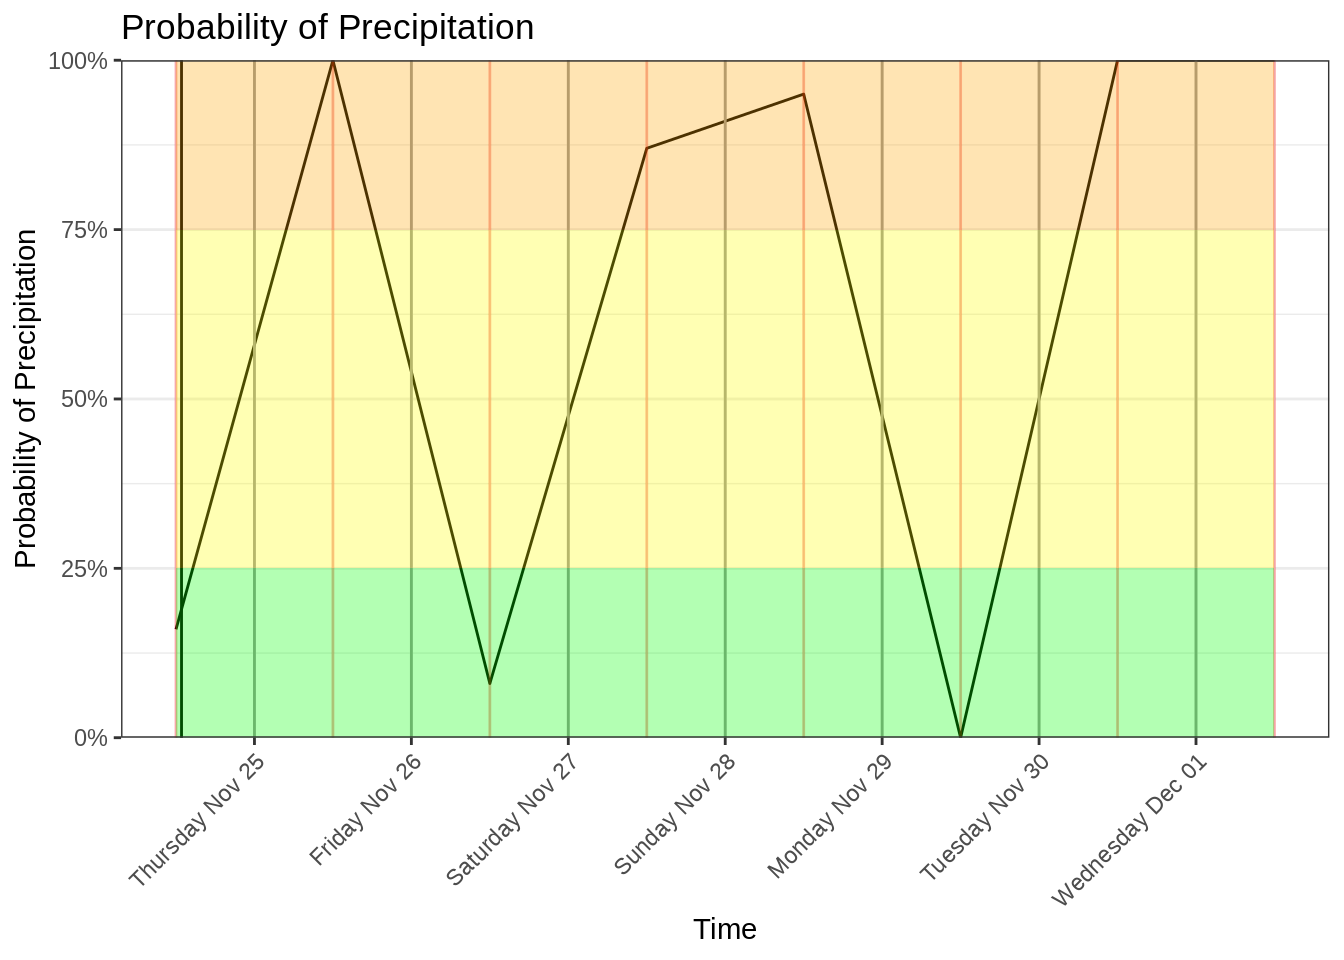 Probability of Precipitation
Probability of Precipitation
100%
75%
50%
25%
0%
Thursday Nov 25
Friday Nov 26
Saturday Nov 27
Sunday Nov 28
Monday Nov 29
Tuesday Nov 30
Wednesday Dec 01
Time